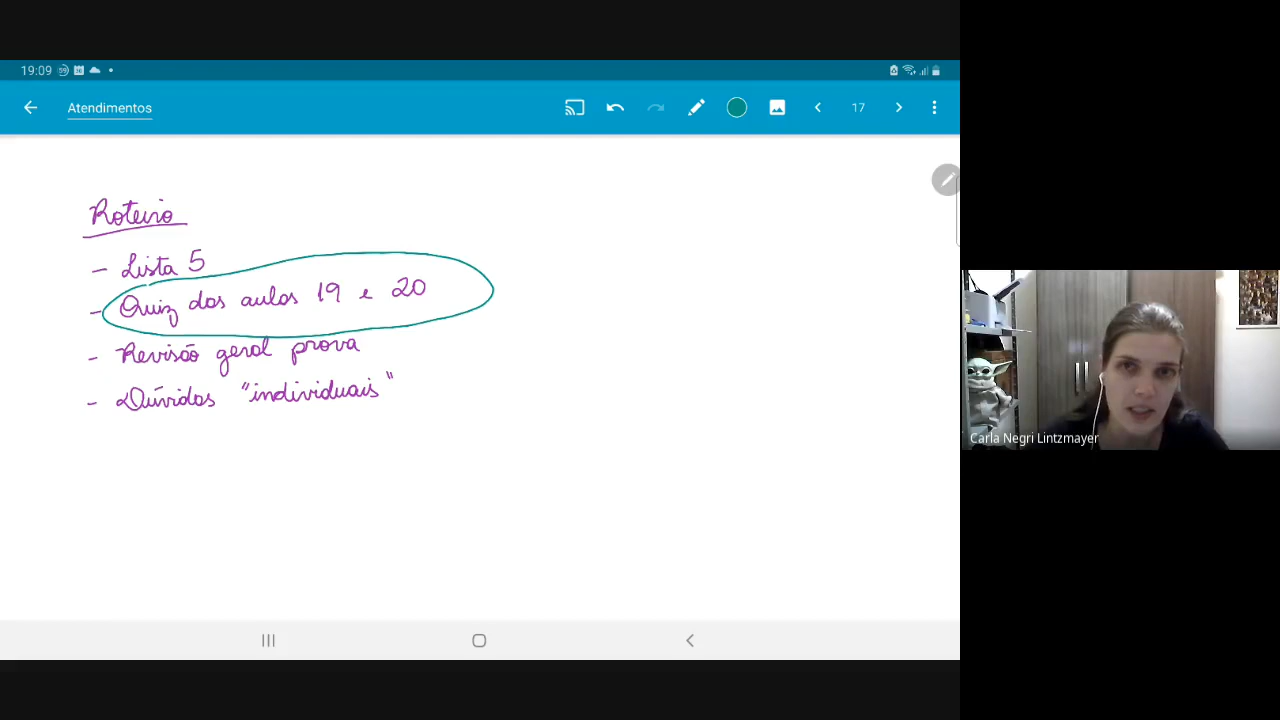 19:09
Atendimentos
17
Roteiro
- Lista 5
- Quiz das aulas 19 e 20
- Revisão geral prova
- Dúvidas "individuais"
Carla Negri Lintzmayer